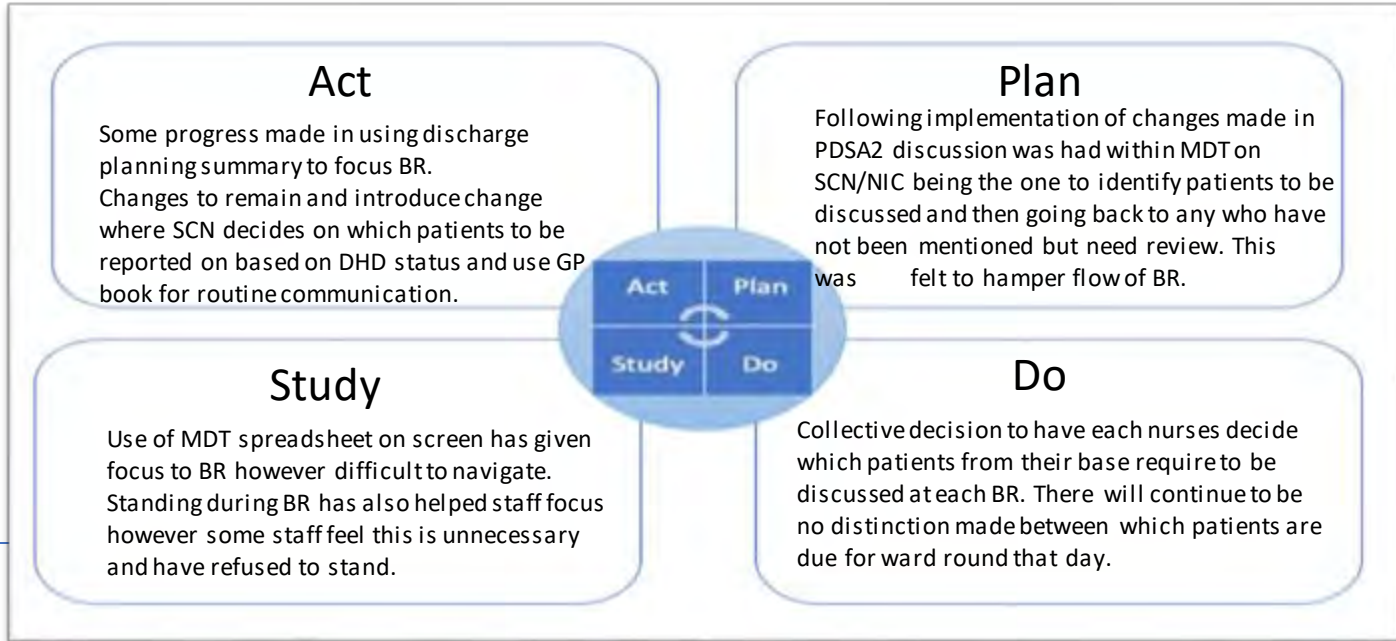 Act
Some progress made in using discharge
planning summary to focus BR.
Changes to remain and introduce change
where SCN decides on which patients to be
reported on based on DHD status and use GP
book for routine communication.
Plan
Following implementation of changes made in
PDSA2 discussion was had within MDT on
SCN/NIC being the one to identify patients to be
discussed and then going back to any who have
not been mentioned but need review. This
was felt to hamper flow of BR.
Act Plan
Study Do
Study
Use of MDT spreadsheet on screen has given
focus to BR however difficult to navigate.
Standing during BR has also helped staff focus
however some staff feel this is unnecessary
and have refused to stand.
Do
Collective decision to have each nurses decide
which patients from their base require to be
discussed at each BR. There will continue to be
no distinction made between which patients are
due for ward round that day.